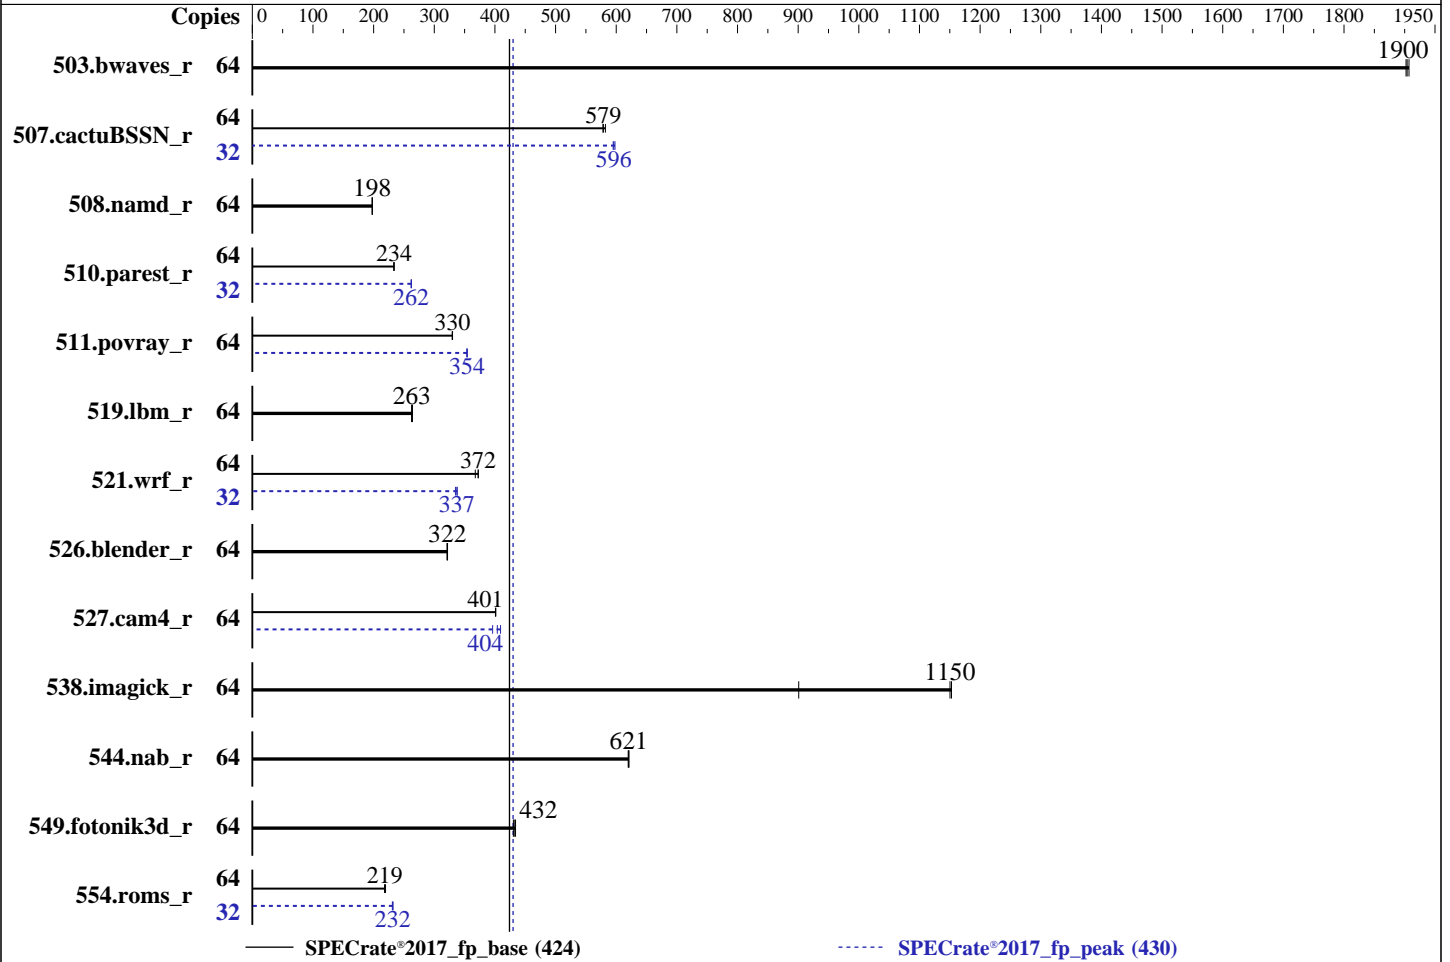 Copies 0 100 200 300 400 500 600 700 800 900 1000 1100 1200 1300 1400 1500 1600 1700 1800 1950
503.bwaves_r 64 1900
507.cactuBSSN_r 64 579
32 596
508.namd_r 64 198
510.parest_r 64 234
32 262
511.povray_r 64 330
354
519.lbm_r 64 263
521.wrf_r 64 372
32 337
526.blender_r 64 322
527.cam4_r 64 401
404
538.imagick_r 64 1150
544.nab_r 64 621
549.fotonik3d_r 64 432
554.roms_r 64 219
32 232
SPECrate®2017_fp_base (424) SPECrate®2017_fp_peak (430)